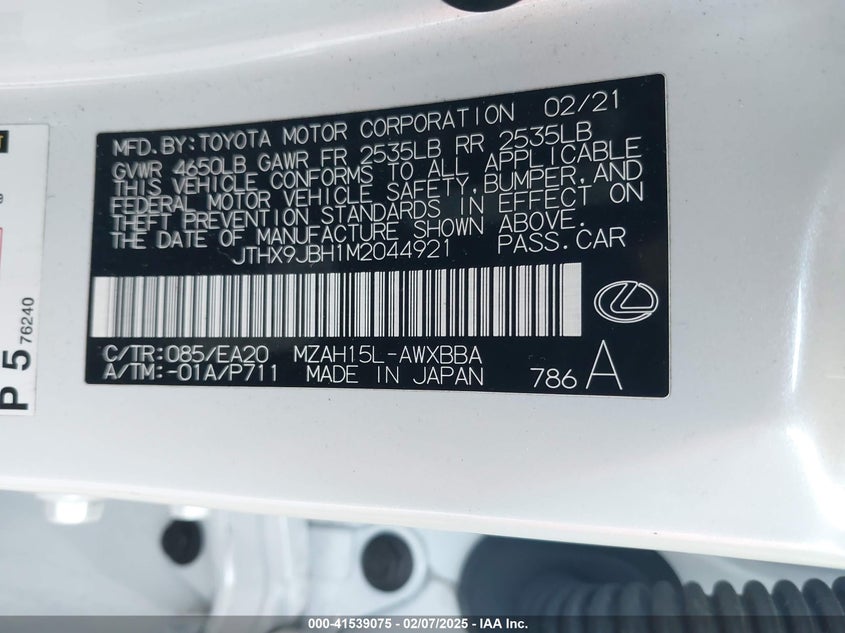 MFD.BY:TOYOTA MOTOR CORPORATION 02/21
GVWR 4650LB GAWR FR 2535LB RR 2535LB
THIS VEHICLE CONFORMS TO ALL APPLICABLE
FEDERAL MOTOR VEHICLE SAFETY,BUMPER,AND
THEFT PREVENTION STANDARDS IN EFFECT ON
THE DATE OF MANUFACTURE SHOWN ABOVE.
JTHX9JBH1M2044921 PASS.CAR
C/TR:085/EA20 MZAH15L-AWXBBA
A/TM:-01A/P711 MADE IN JAPAN 786 A
P 5 76240
000-41539075 - 02/07/2025 - IAA Inc.